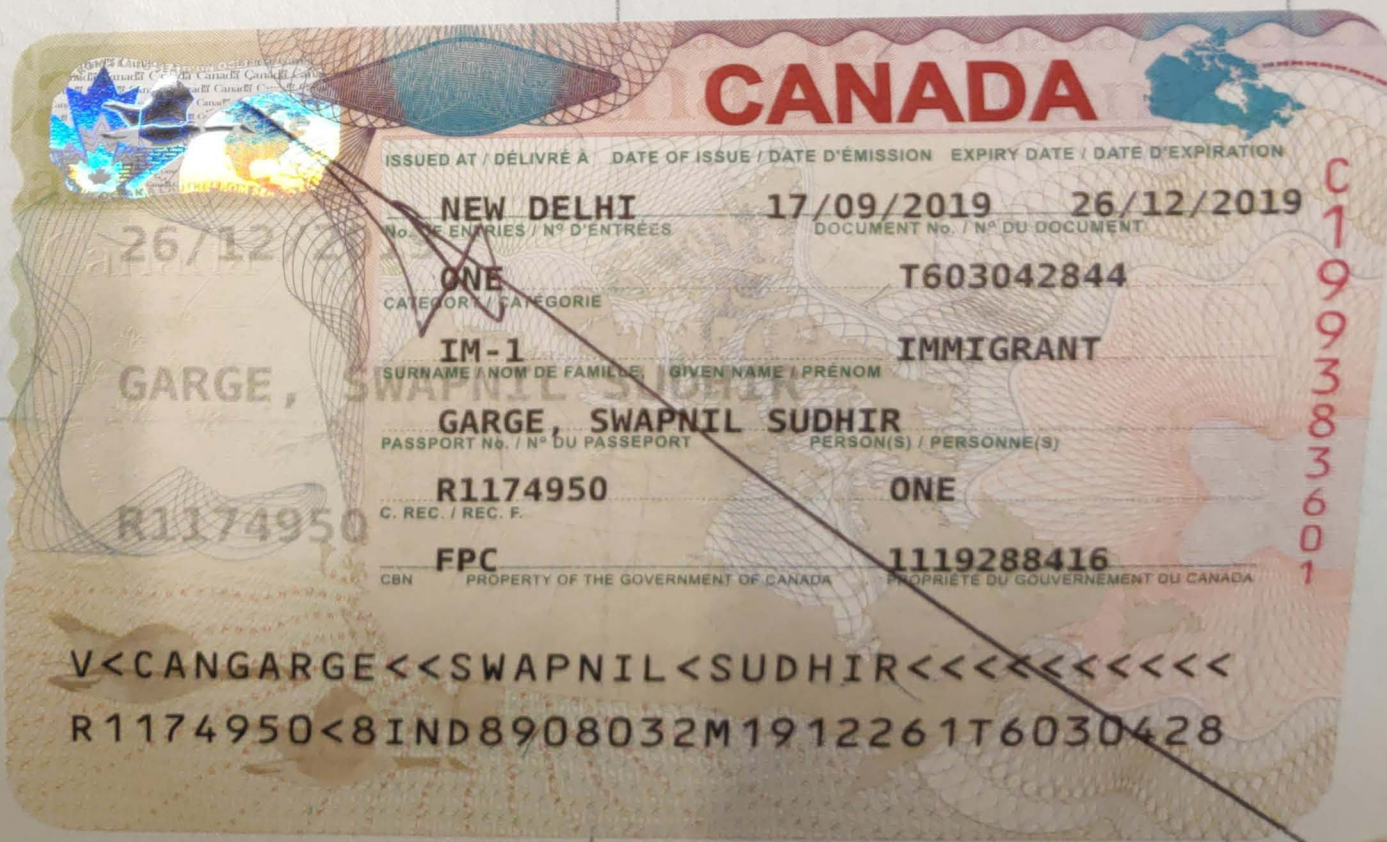 CANADA
ISSUED AT / DÉLIVRÉ À DATE OF ISSUE / DATE D'ÉMISSION EXPIRY DATE / DATE D'EXPIRATION
NEW DELHI 17/09/2019 26/12/2019
No. OF ENTRIES / Nº D'ENTRÉES DOCUMENT No. / Nº DU DOCUMENT
ONE T603042844
CATEGORY / CATÉGORIE
IM-1 IMMIGRANT
SURNAME / NOM DE FAMILLE, GIVEN NAME / PRÉNOM
GARGE, SWAPNIL SUDHIR
PASSPORT No. / Nº DU PASSEPORT PERSON(S) / PERSONNE(S)
R1174950 ONE
C. REC. / REC. F.
FPC 1119288416
CBN PROPERTY OF THE GOVERNMENT OF CANADA PROPRIÉTÉ DU GOUVERNEMENT DU CANADA
C199383601
26/12/2019
GARGE, SWAPNIL SUDHIR
R1174950
V<CANGARGE<<SWAPNIL<SUDHIR<<<<<<<<<<
R1174950<8IND8908032M1912261T6030428